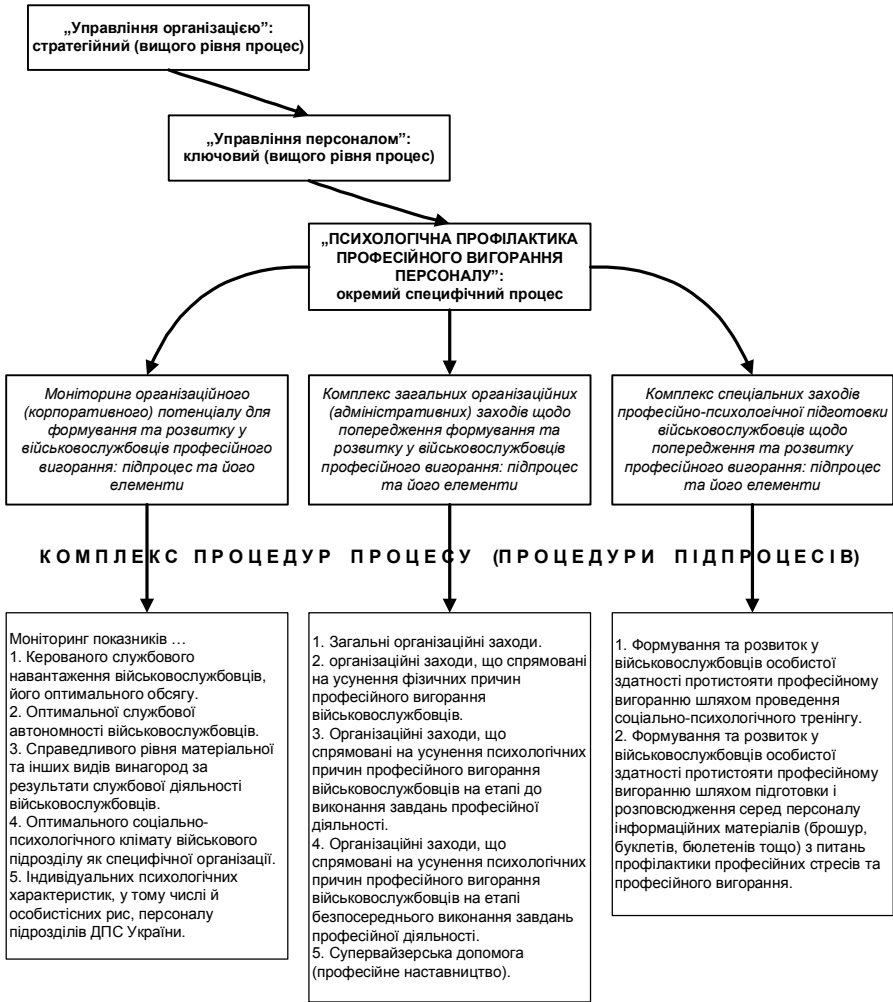 „Управління організацією”:
стратегійний (вищого рівня процес)
„Управління персоналом”:
ключовий (вищого рівня процес)
„ПСИХОЛОГІЧНА ПРОФІЛАКТИКА
ПРОФЕСІЙНОГО ВИГОРАННЯ
ПЕРСОНАЛУ”:
окремий специфічний процес
Моніторинг організаційного
(корпоративного) потенціалу для
формування та розвитку у
військовослужбовців професійного
вигорання: підпроцес та його
елементи
Комплекс загальних організаційних
(адміністративних) заходів щодо
попередження формування та
розвитку у військовослужбовців
професійного вигорання: підпроцес
та його елементи
Комплекс спеціальних заходів
професійно-психологічної підготовки
військовослужбовців щодо
попередження та розвитку
професійного вигорання: підпроцес
та його елементи
КОМПЛЕКС ПРОЦЕДУР ПРОЦЕСУ (ПРОЦЕДУРИ ПІДПРОЦЕСІВ)
Моніторинг показників …
1. Керованого службового
навантаження військовослужбовців,
його оптимального обсягу.
2. Оптимальної службової
автономності військовослужбовців.
3. Справедливого рівня матеріальної
та інших видів винагород за
результати службової діяльності
військовослужбовців.
4. Оптимального соціально-
психологічного клімату військового
підрозділу як специфічної організації.
5. Індивідуальних психологічних
характеристик, у тому числі й
особистісних рис, персоналу
підрозділів ДПС України.
1. Загальні організаційні заходи.
2. організаційні заходи, що спрямовані
на усунення фізичних причин
професійного вигорання
військовослужбовців.
3. Організаційні заходи, що
спрямовані на усунення психологічних
причин професійного вигорання
військовослужбовців на етапі до
виконання завдань професійної
діяльності.
4. Організаційні заходи, що
спрямовані на усунення психологічних
причин професійного вигорання
військовослужбовців на етапі
безпосереднього виконання завдань
професійної діяльності.
5. Супервайзерська допомога
(професійне наставництво).
1. Формування та розвиток у
військовослужбовців особистої
здатності протистояти професійному
вигоранню шляхом проведення
соціально-психологічного тренінгу.
2. Формування та розвиток у
військовослужбовців особистої
здатності протистояти професійному
вигоранню шляхом підготовки і
розповсюдження серед персоналу
інформаційних матеріалів (брошур,
буклетів, бюлетенів тощо) з питань
профілактики професійних стресів та
професійного вигорання.